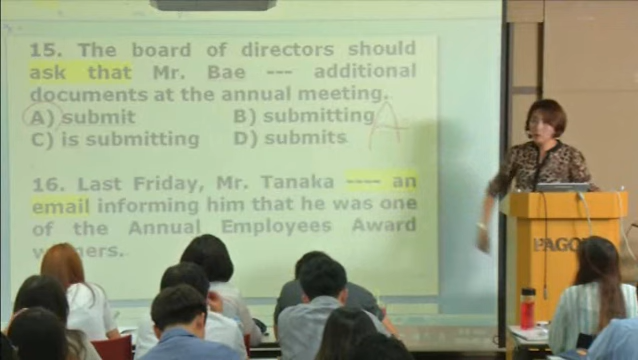 15. The board of directors should
ask that Mr. Bae --- additional
documents at the annual meeting.
A) submit B) submitting
C) is submitting D) submits
A
16. Last Friday, Mr. Tanaka ---- an
email informing him that he was one
of the Annual Employees Award
winners.
PAGODA